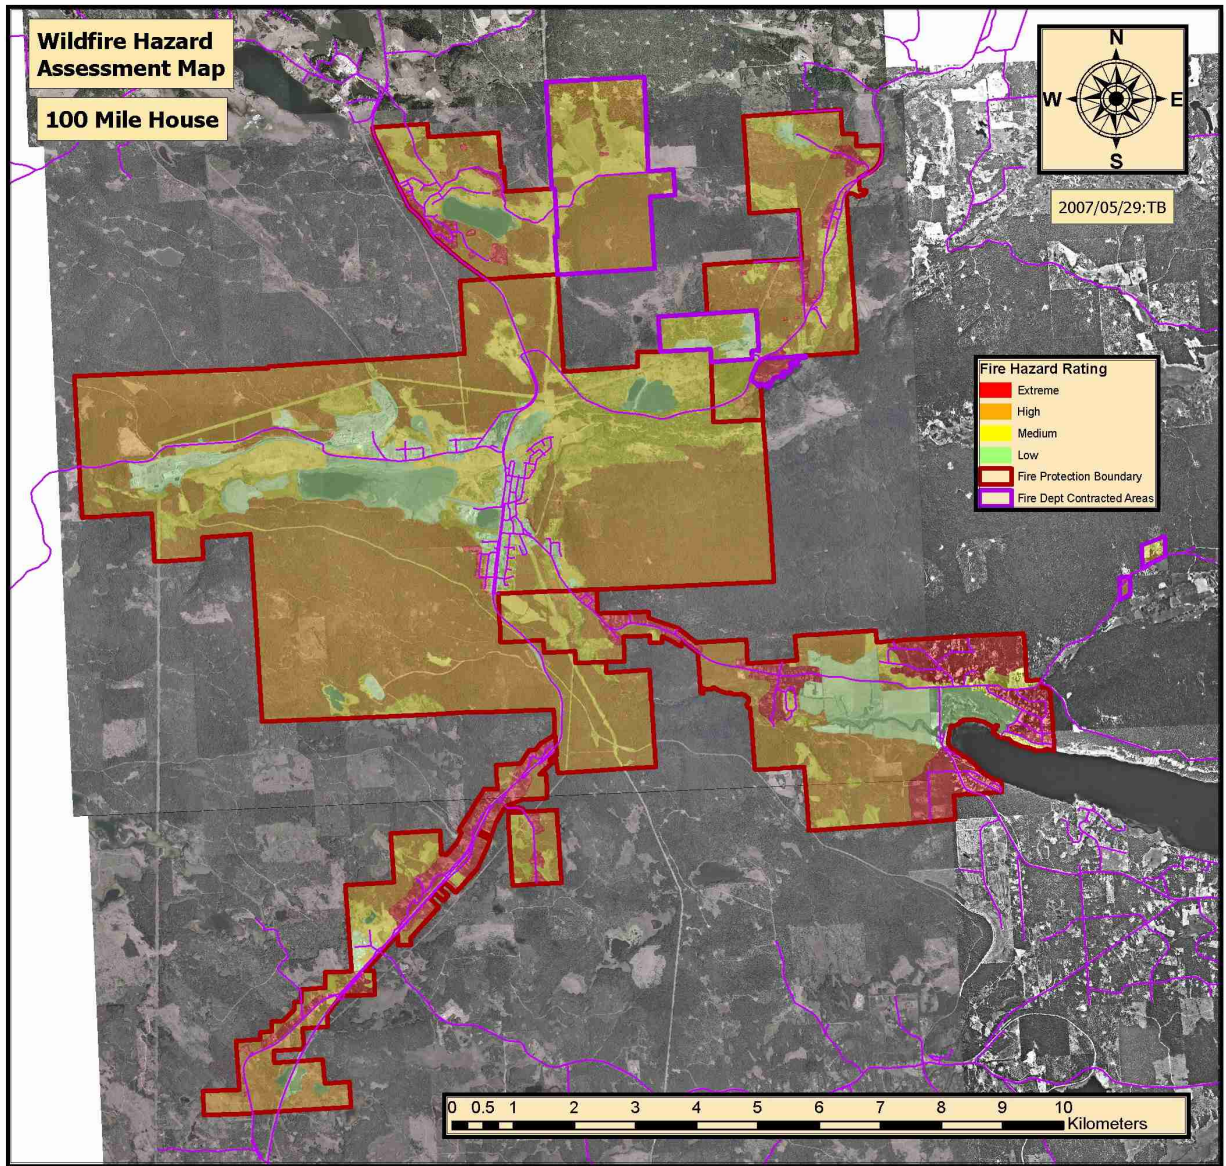 Wildfire Hazard
Assessment Map
100 Mile House
N
W
E
S
2007/05/29:TB
Fire Hazard Rating
Extreme
High
Medium
Low
Fire Protection Boundary
Fire Dept Contracted Areas
0 0.5 1 2 3 4 5 6 7 8 9 10
Kilometers